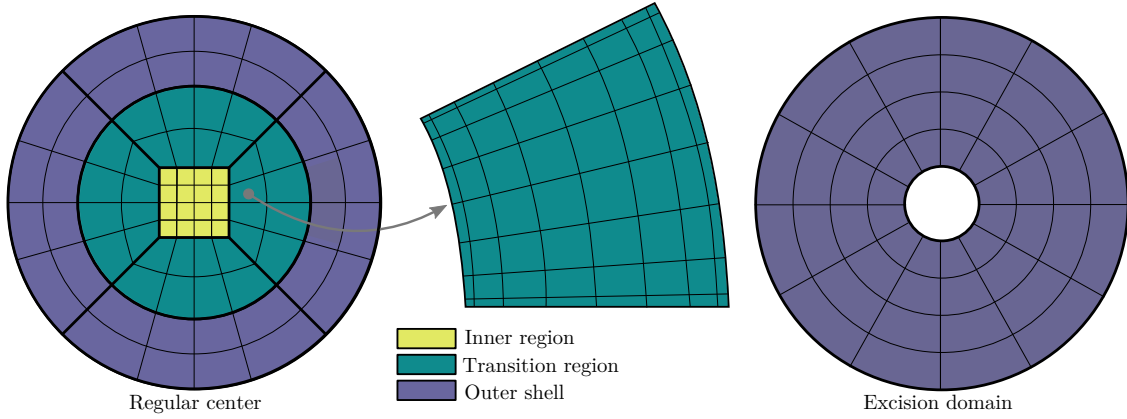 Inner region
Transition region
Outer shell
Regular center
Excision domain